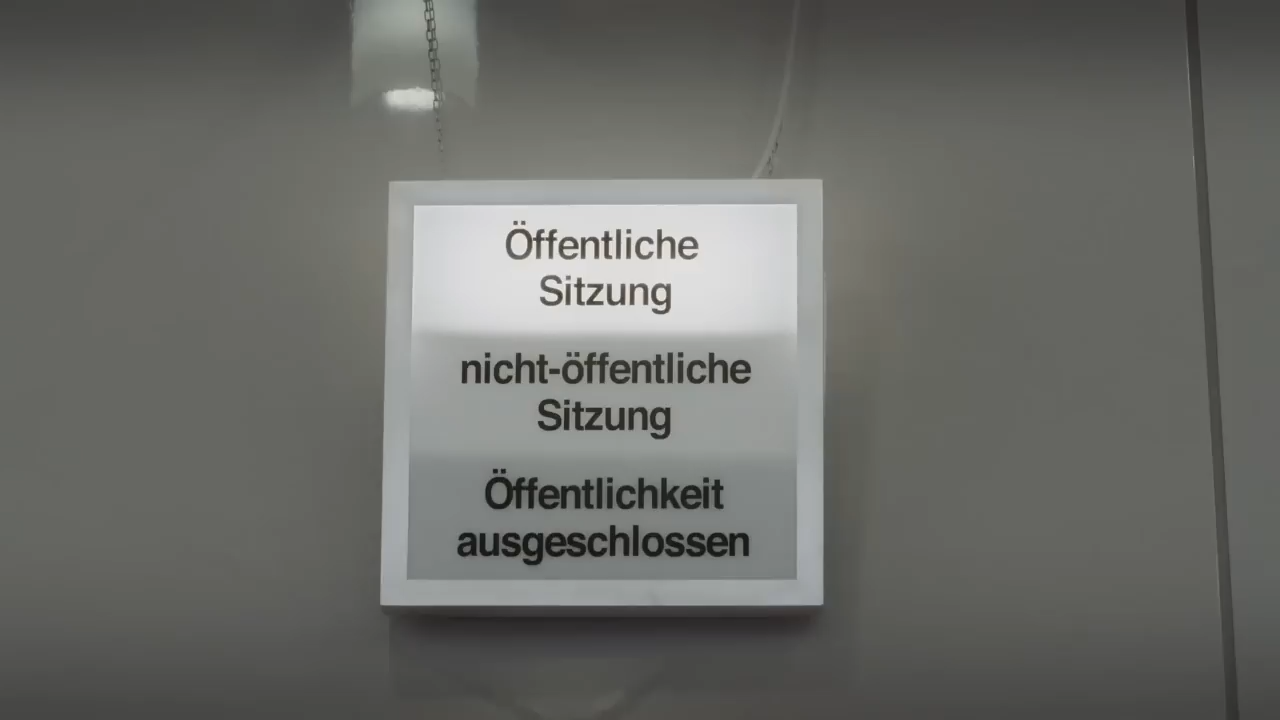 Öffentliche
Sitzung
nicht-öffentliche
Sitzung
Öffentlichkeit
ausgeschlossen